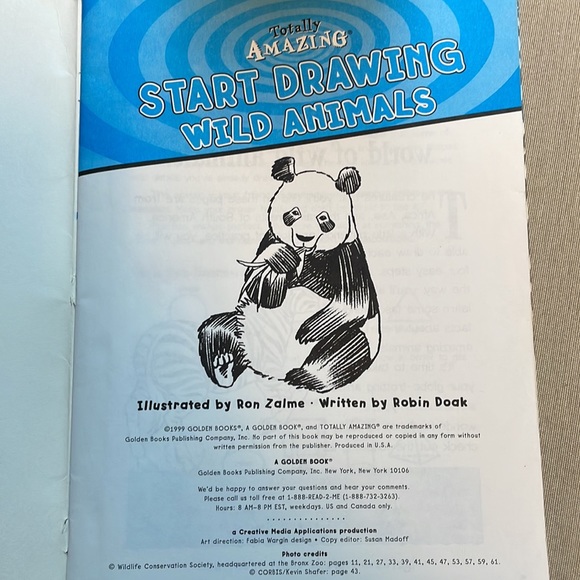 Totally
AMAZING®
START DRAWING
WILD ANIMALS
Illustrated by Ron Zalme · Written by Robin Doak
©1999 GOLDEN BOOKS®, A GOLDEN BOOK®, and TOTALLY AMAZING® are trademarks of
Golden Books Publishing Company, Inc. No part of this book may be reproduced or copied in any form without
written permission from the publisher. Produced in U.S.A.
A GOLDEN BOOK®
Golden Books Publishing Company, Inc. New York, New York 10106
We'd be happy to answer your questions and hear your comments.
Please call us toll free at 1-888-READ-2-ME (1-888-732-3263).
Hours: 8 AM–8 PM EST, weekdays. US and Canada only.
a Creative Media Applications production
Art direction: Fabia Wargin design • Copy editor: Susan Madoff
Photo credits
© Wildlife Conservation Society, headquartered at the Bronx Zoo: pages 11, 21, 27, 33, 39, 41, 45, 47, 53, 57, 59, 61.
© CORBIS/Kevin Shafer: page 43.